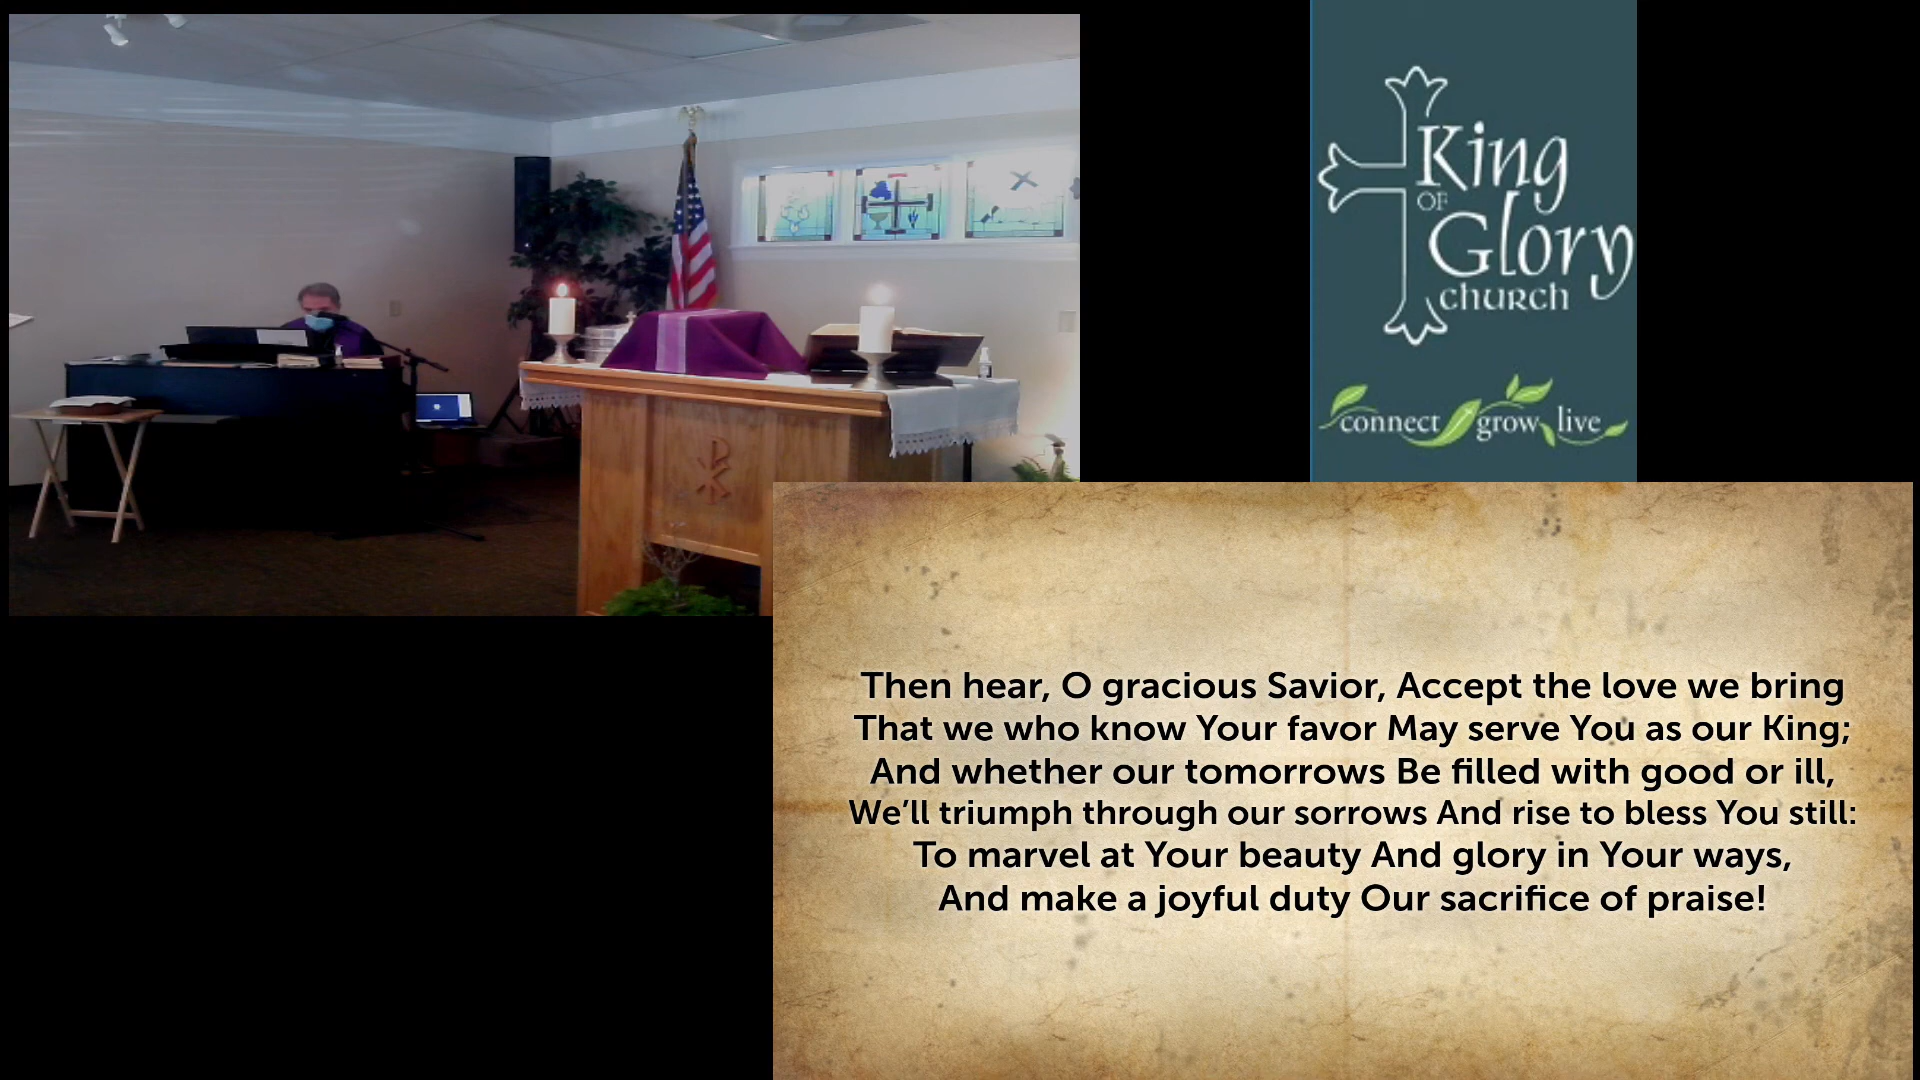 King
OF
Glory
church
connect grow live
Then hear, O gracious Savior, Accept the love we bring
That we who know Your favor May serve You as our King;
And whether our tomorrows Be filled with good or ill,
We’ll triumph through our sorrows And rise to bless You still:
To marvel at Your beauty And glory in Your ways,
And make a joyful duty Our sacrifice of praise!